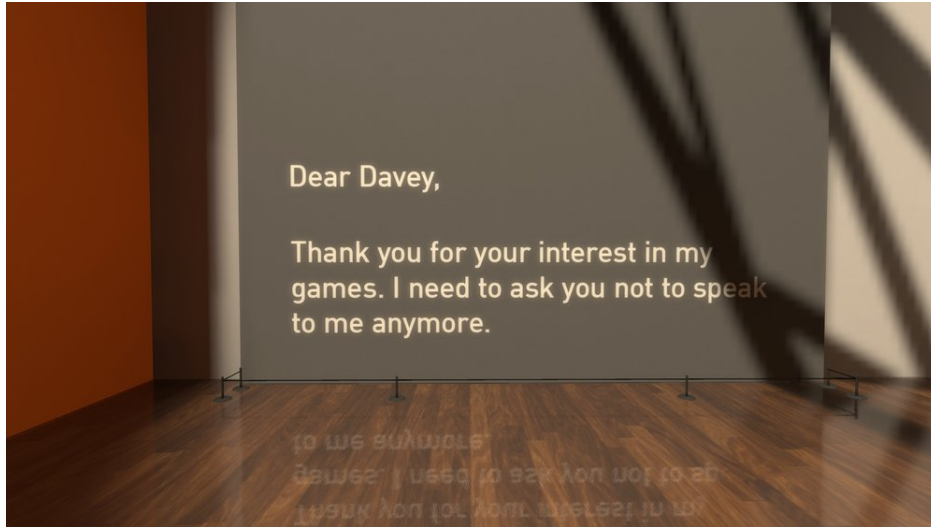 Dear Davey,
Thank you for your interest in my
games. I need to ask you not to speak
to me anymore.